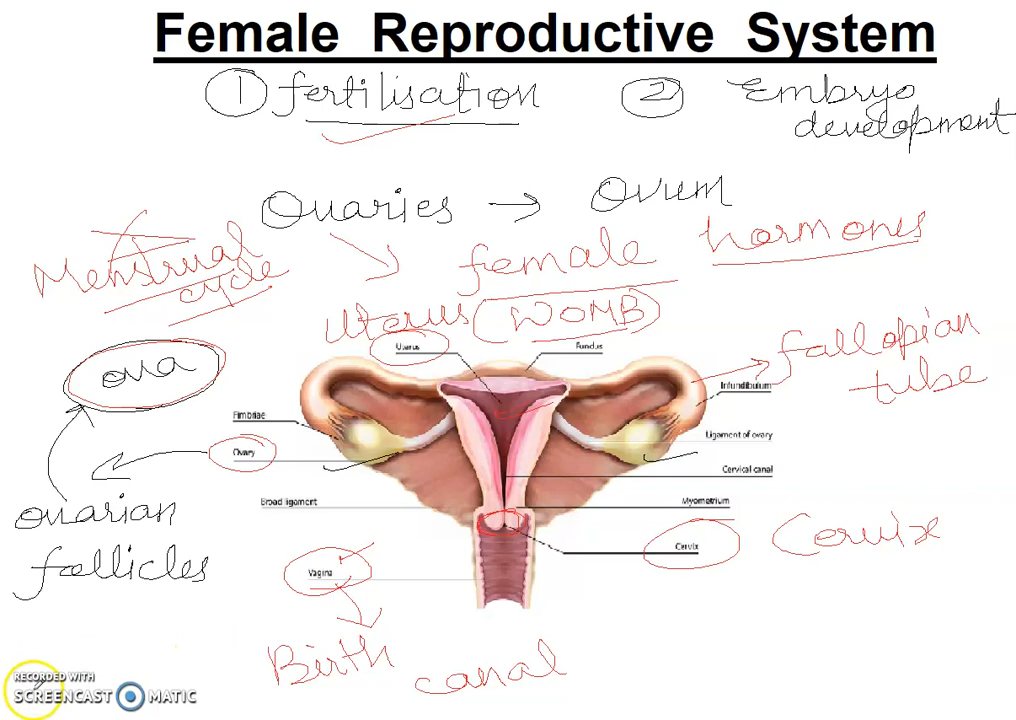 Female Reproductive System
① fertilisation ② Embryo
development
Ovaries → Ovum
Menstrual
cycle
female hormones
Uterus (WOMB)
Uterus
Fundus
fallopian
tube
ova
Infundibulum
Fimbriae
Ligament of ovary
Ovary
Cervical canal
Broad ligament
Myometrium
ovarian
follicles
Cervix
Cervix
Vagina
Birth canal
RECORDED WITH
SCREENCAST MATIC